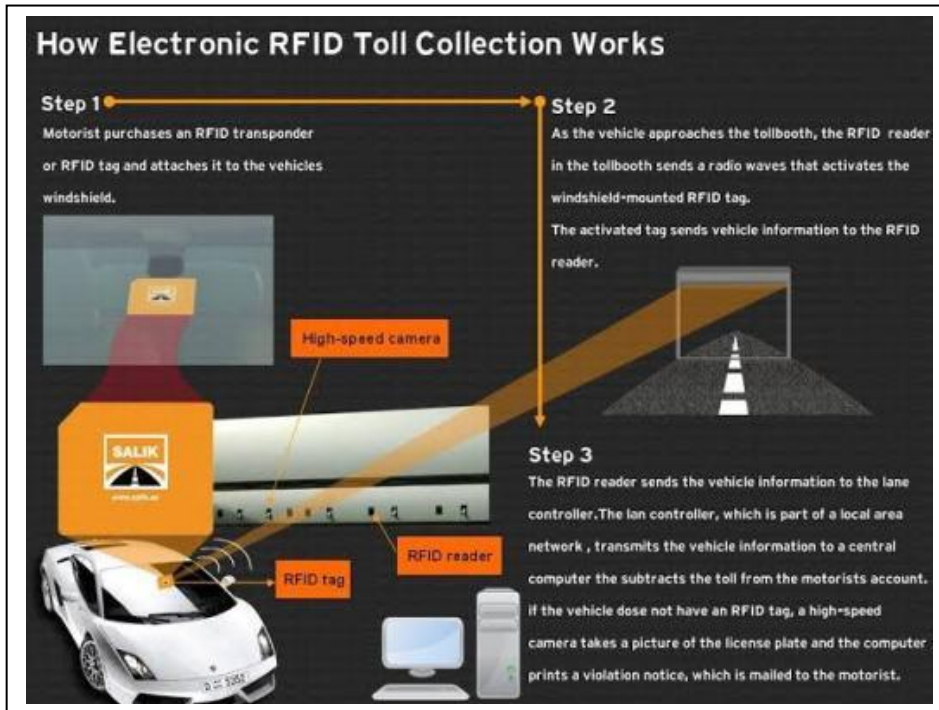 How Electronic RFID Toll Collection Works
Step 1
Motorist purchases an RFID transponder
or RFID tag and attaches it to the vehicles
windshield.
Step 2
As the vehicle approaches the tollbooth, the RFID reader
in the tollbooth sends a radio waves that activates the
windshield-mounted RFID tag.
The activated tag sends vehicle information to the RFID
reader.
High-speed camera
SALIK
RFID reader
RFID tag
Step 3
The RFID reader sends the vehicle information to the lane
controller.The lan controller, which is part of a local area
network , transmits the vehicle information to a central
computer the subtracts the toll from the motorists account.
if the vehicle dose not have an RFID tag, a high-speed
camera takes a picture of the license plate and the computer
prints a violation notice, which is mailed to the motorist.